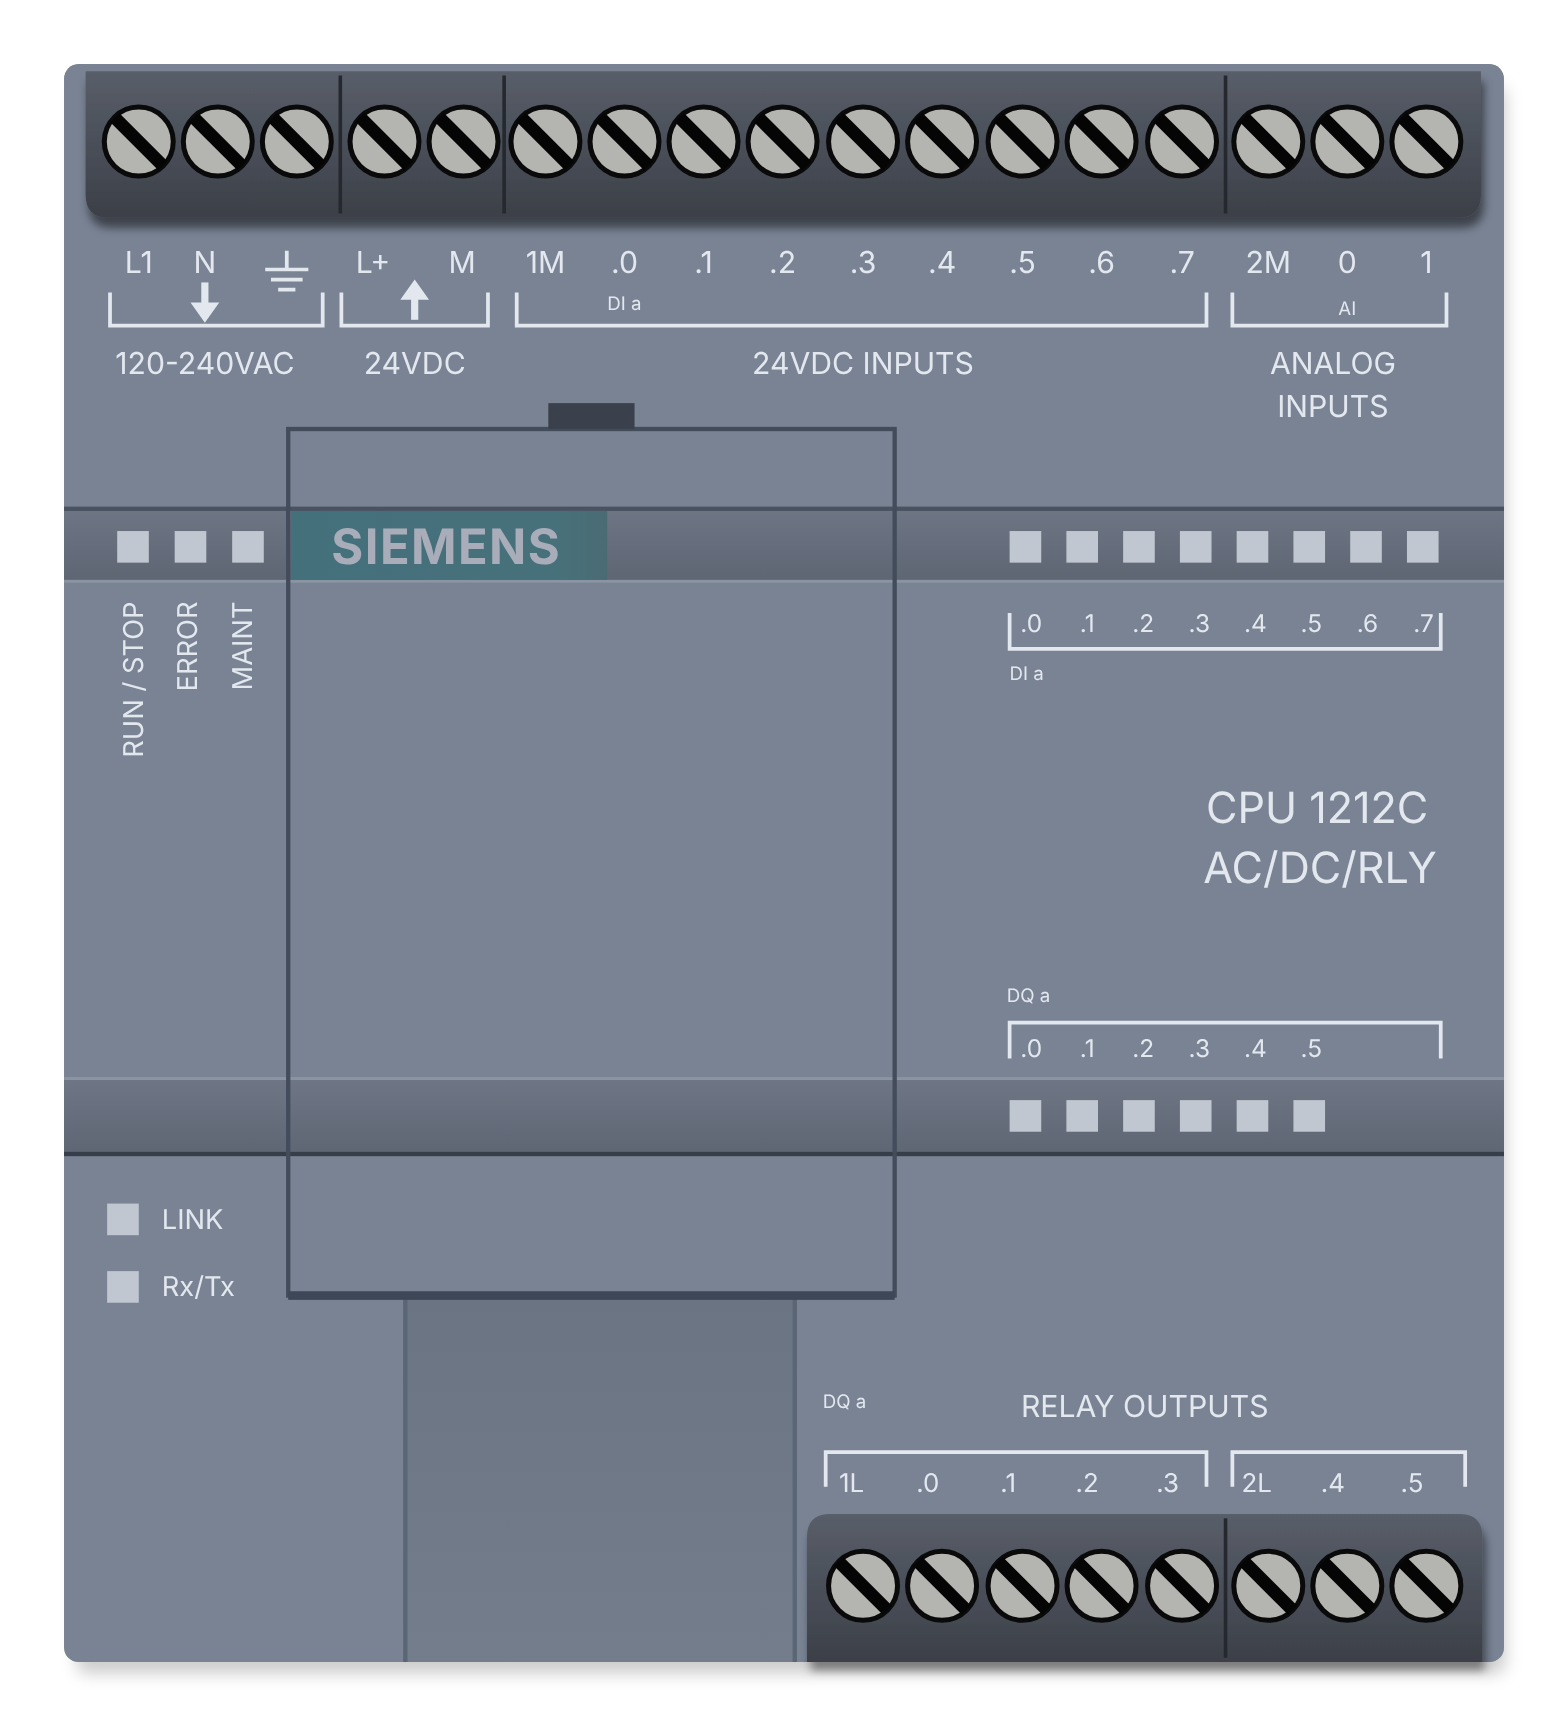 L1 N L+ M 1M .0 .1 .2 .3 .4 .5 .6 .7 2M 0 1
DI a AI
120-240VAC 24VDC 24VDC INPUTS ANALOG
INPUTS
SIEMENS
RUN / STOP
ERROR
MAINT
.0 .1 .2 .3 .4 .5 .6 .7
DI a
CPU 1212C
AC/DC/RLY
DQ a
.0 .1 .2 .3 .4 .5
LINK
Rx/Tx
DQ a RELAY OUTPUTS
1L .0 .1 .2 .3 2L .4 .5